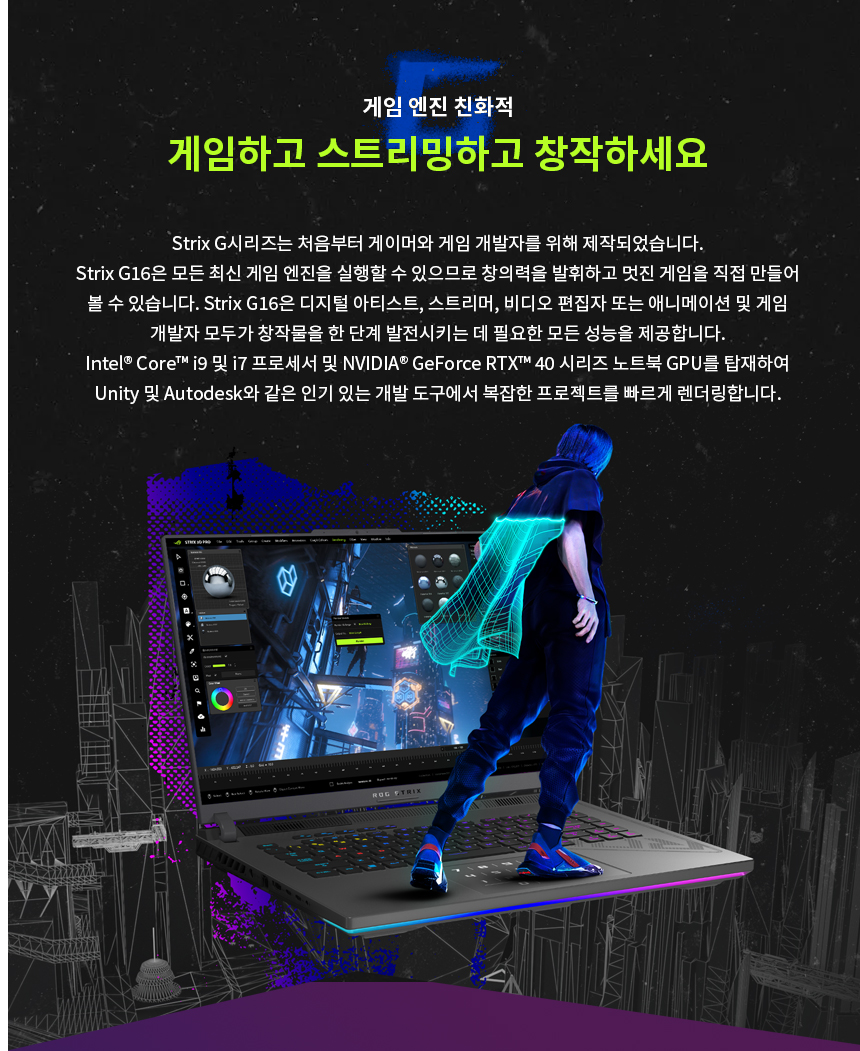 게임 엔진 친화적
게임하고 스트리밍하고 창작하세요
Strix G시리즈는 처음부터 게이머와 게임 개발자를 위해 제작되었습니다.
Strix G16은 모든 최신 게임 엔진을 실행할 수 있으므로 창의력을 발휘하고 멋진 게임을 직접 만들어
볼 수 있습니다. Strix G16은 디지털 아티스트, 스트리머, 비디오 편집자 또는 애니메이션 및 게임
개발자 모두가 창작물을 한 단계 발전시키는 데 필요한 모든 성능을 제공합니다.
Intel® Core™ i9 및 i7 프로세서 및 NVIDIA® GeForce RTX™ 40 시리즈 노트북 GPU를 탑재하여
Unity 및 Autodesk와 같은 인기 있는 개발 도구에서 복잡한 프로젝트를 빠르게 렌더링합니다.
STRIX 3D PRO
ROG STRIX